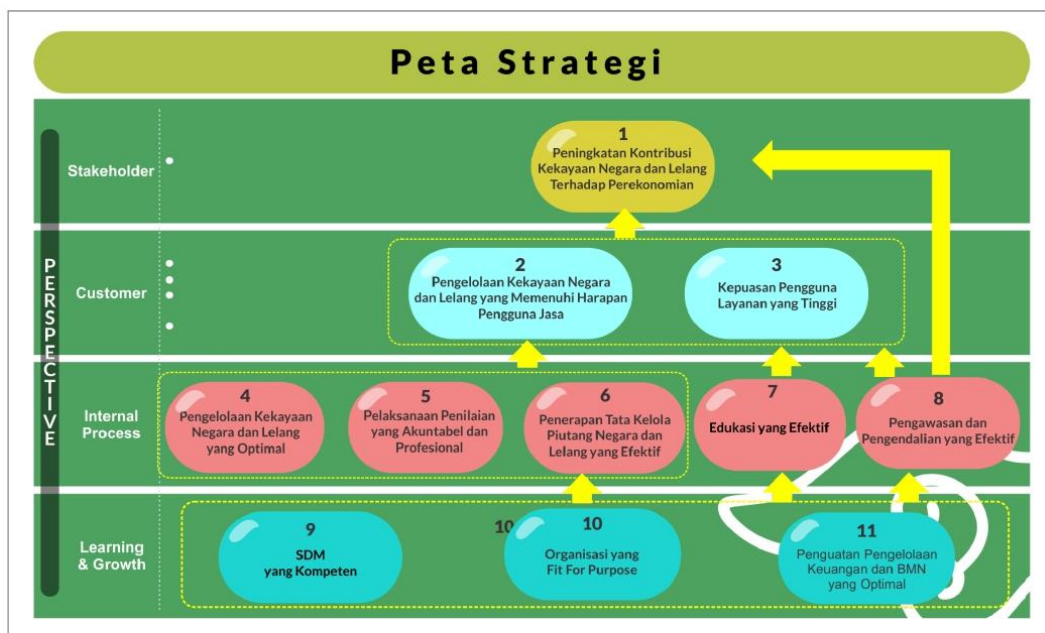 Peta Strategi
PERSPECTIVE
Stakeholder
1
Peningkatan Kontribusi
Kekayaan Negara dan Lelang
Terhadap Perekonomian
Customer
2
Pengelolaan Kekayaan Negara
dan Lelang yang Memenuhi Harapan
Pengguna Jasa
3
Kepuasan Pengguna
Layanan yang Tinggi
Internal
Process
4
Pengelolaan Kekayaan
Negara dan Lelang
yang Optimal
5
Pelaksanaan Penilaian
yang Akuntabel dan
Profesional
6
Penerapan Tata Kelola
Piutang Negara dan
Lelang yang Efektif
7
Edukasi yang Efektif
8
Pengawasan dan
Pengendalian yang Efektif
Learning
& Growth
9
SDM
yang Kompeten
10
10
Organisasi yang
Fit For Purpose
11
Penguatan Pengelolaan
Keuangan dan BMN
yang Optimal